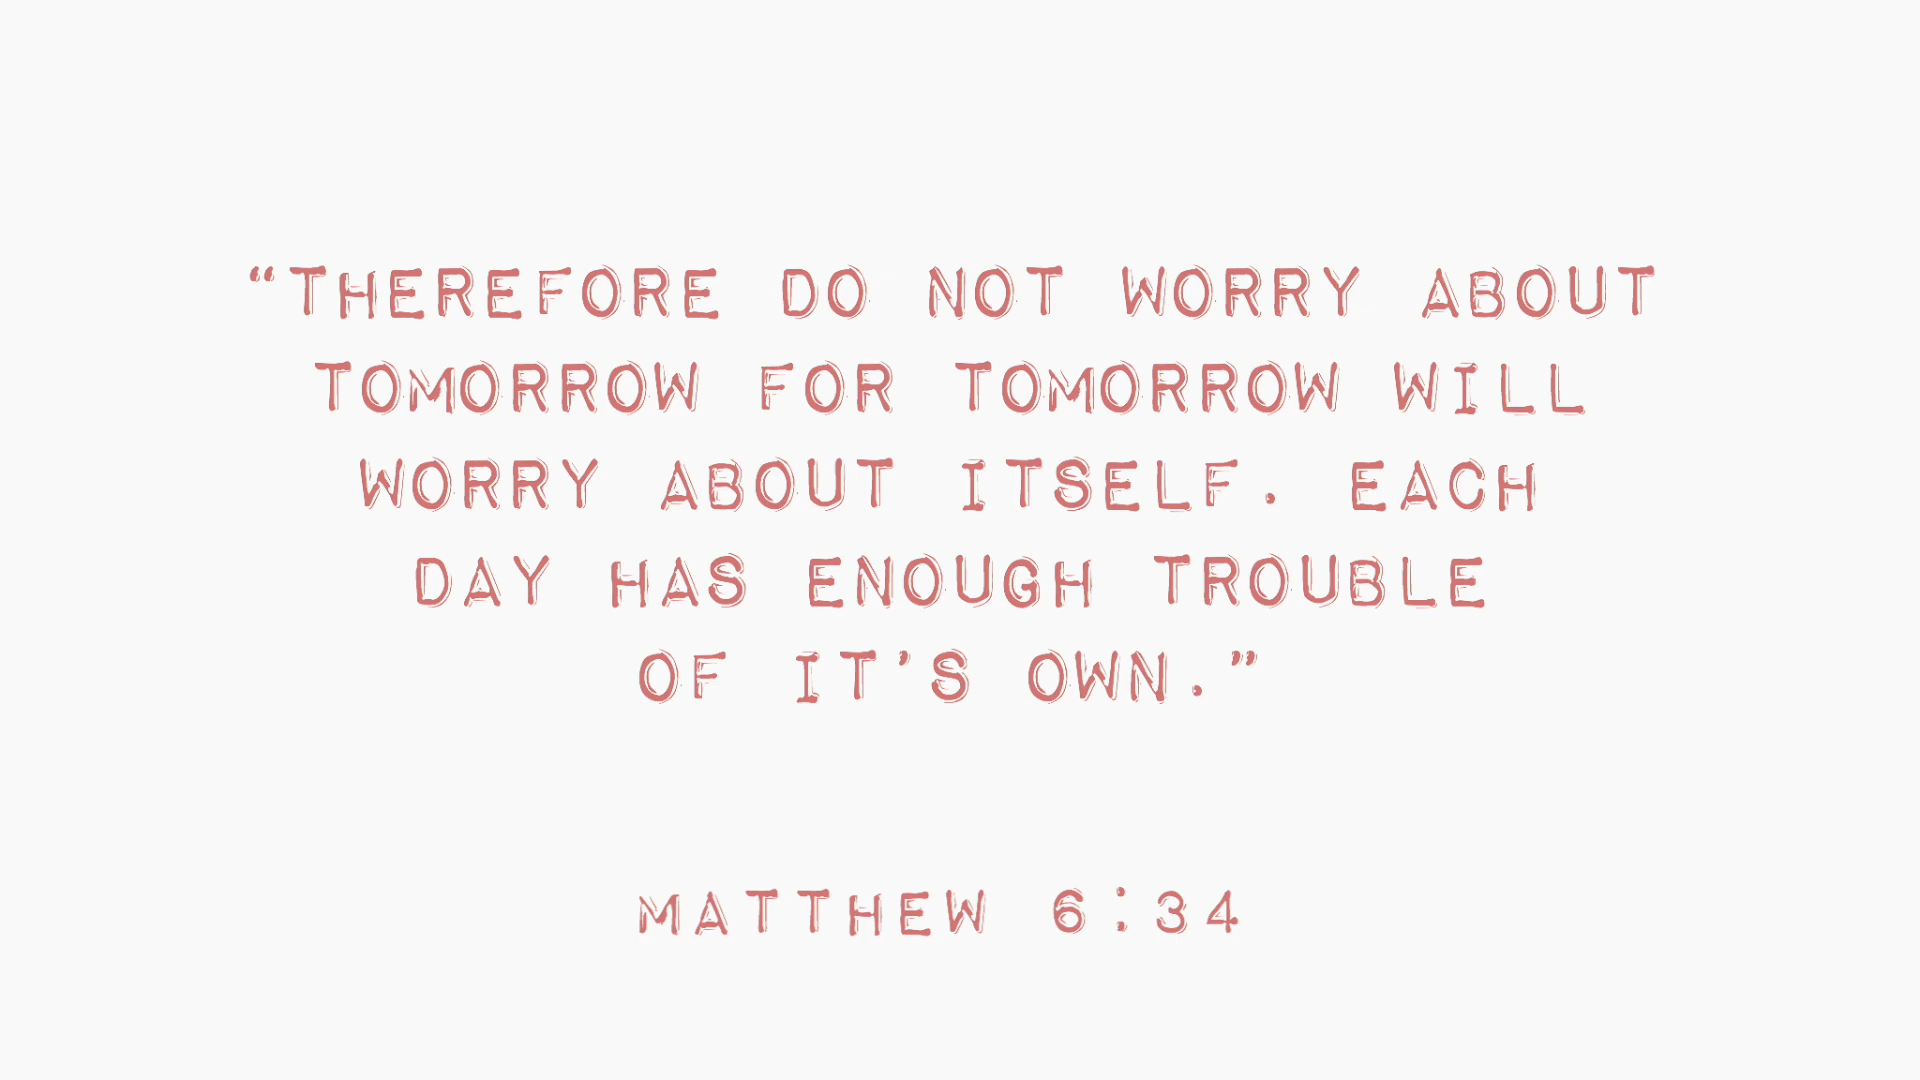 “THEREFORE DO NOT WORRY ABOUT
TOMORROW FOR TOMORROW WILL
WORRY ABOUT ITSELF. EACH
DAY HAS ENOUGH TROUBLE
OF IT’S OWN.”
MATTHEW 6:34